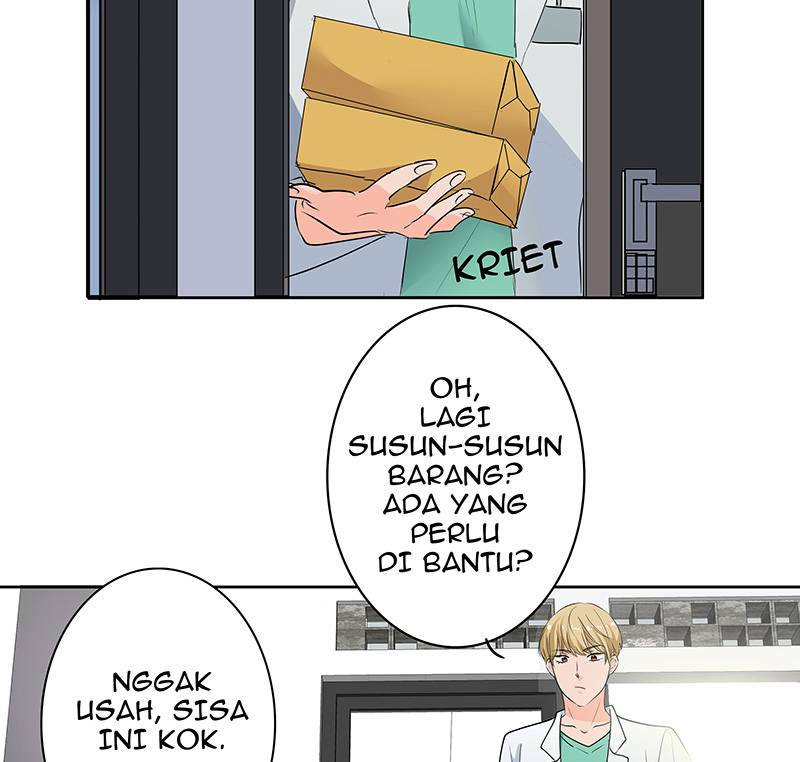 KRIET
OH,
LAGI
SUSUN-SUSUN
BARANG?
ADA YANG
PERLU
DI BANTU?
NGGAK
USAH, SISA
INI KOK.